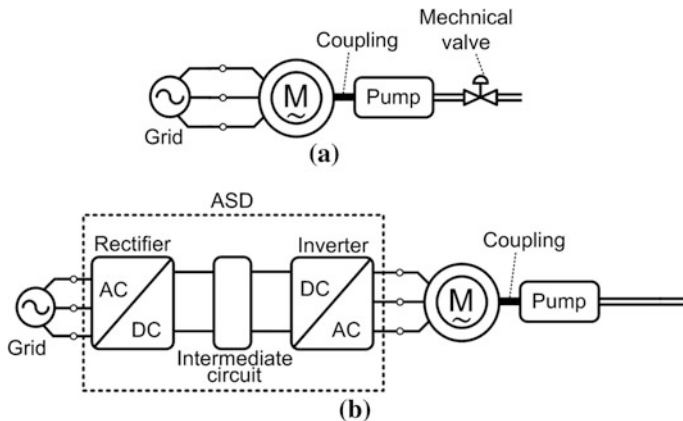 Mechnical
valve
Coupling
M
~
Pump
Grid
(a)
ASD
Rectifier
Inverter
Coupling
AC
DC
DC
AC
M
~
Pump
Grid
Intermediate
circuit
(b)